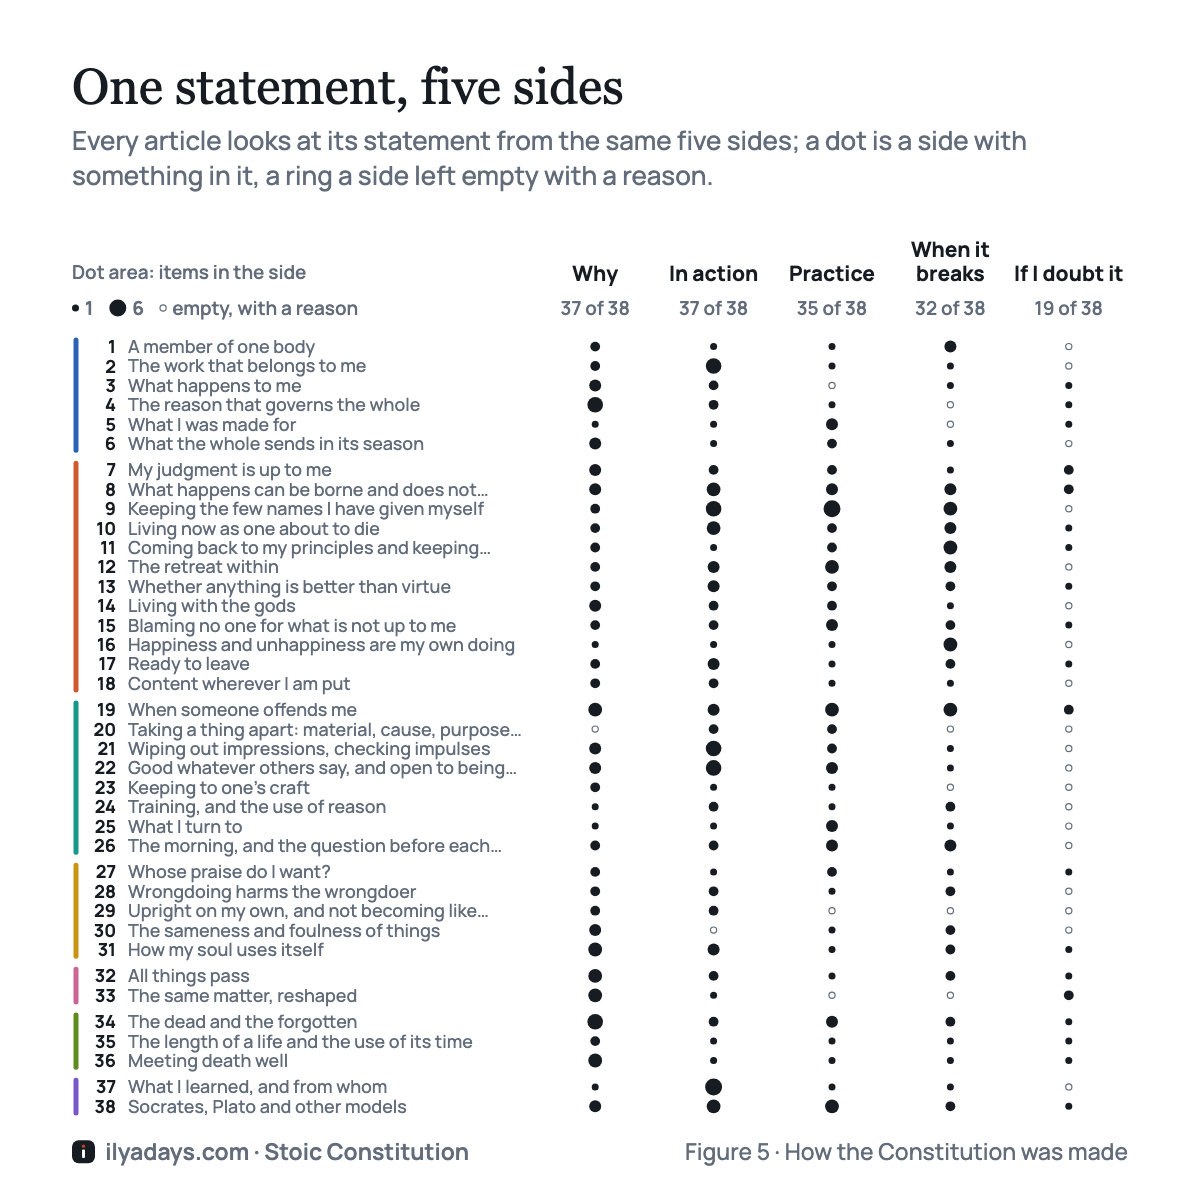 One statement, five sides
Every article looks at its statement from the same five sides; a dot is a side with
something in it, a ring a side left empty with a reason.
When it
Dot area: items in the side Why In action Practice breaks If I doubt it
1 6 empty, with a reason 37 of 38 37 of 38 35 of 38 32 of 38 19 of 38
1 A member of one body
2 The work that belongs to me
3 What happens to me
4 The reason that governs the whole
5 What I was made for
6 What the whole sends in its season
7 My judgment is up to me
8 What happens can be borne and does not…
9 Keeping the few names I have given myself
10 Living now as one about to die
11 Coming back to my principles and keeping…
12 The retreat within
13 Whether anything is better than virtue
14 Living with the gods
15 Blaming no one for what is not up to me
16 Happiness and unhappiness are my own doing
17 Ready to leave
18 Content wherever I am put
19 When someone offends me
20 Taking a thing apart: material, cause, purpose…
21 Wiping out impressions, checking impulses
22 Good whatever others say, and open to being…
23 Keeping to one’s craft
24 Training, and the use of reason
25 What I turn to
26 The morning, and the question before each…
27 Whose praise do I want?
28 Wrongdoing harms the wrongdoer
29 Upright on my own, and not becoming like…
30 The sameness and foulness of things
31 How my soul uses itself
32 All things pass
33 The same matter, reshaped
34 The dead and the forgotten
35 The length of a life and the use of its time
36 Meeting death well
37 What I learned, and from whom
38 Socrates, Plato and other models
i ilyadays.com · Stoic Constitution Figure 5 · How the Constitution was made